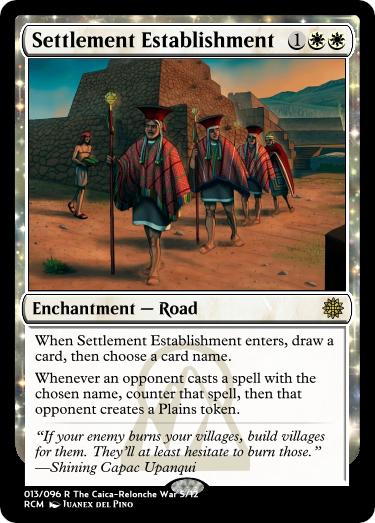 Settlement Establishment 1
Enchantment — Road
When Settlement Establishment enters, draw a
card, then choose a card name.
Whenever an opponent casts a spell with the
chosen name, counter that spell, then that
opponent creates a Plains token.
“If your enemy burns your villages, build villages
for them. They’ll at least hesitate to burn those.”
—Shining Capac Upanqui
013/096 R The Caica-Relonche War 5/12
RCM Juanex del Pino